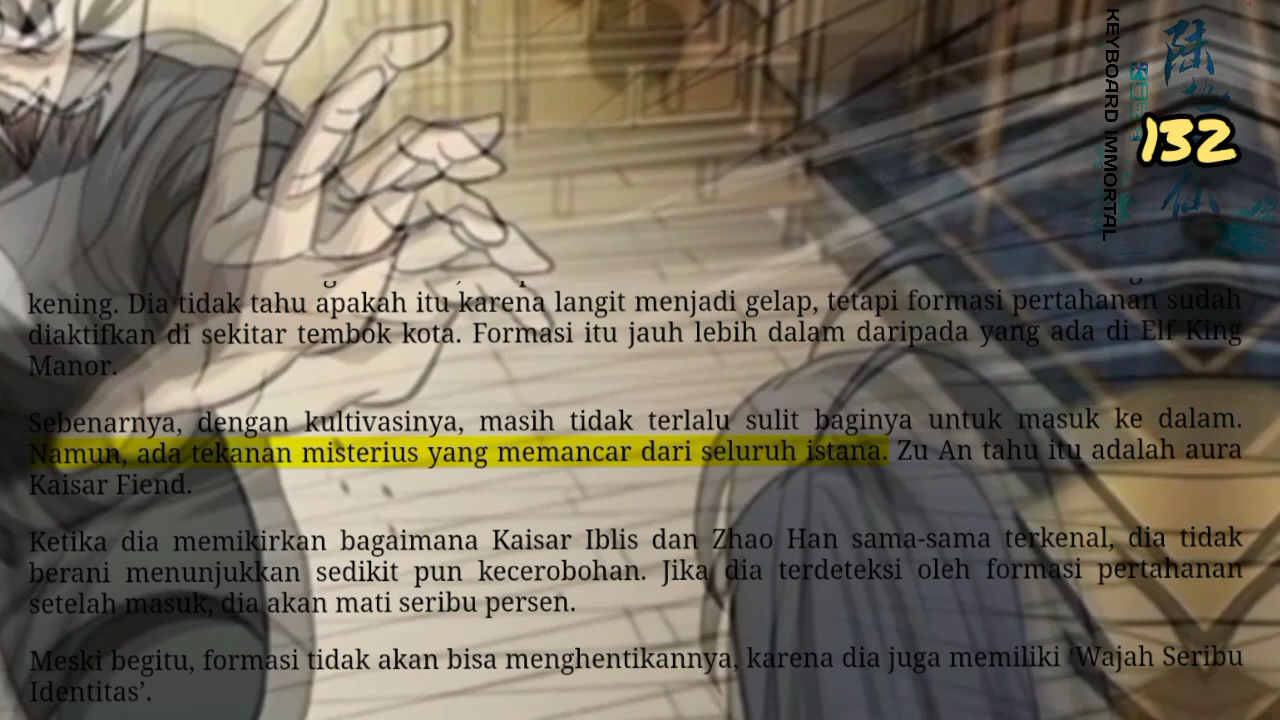 KEYBOARD IMMORTAL
132
kening. Dia tidak tahu apakah itu karena langit menjadi gelap, tetapi formasi pertahanan sudah
diaktifkan di sekitar tembok kota. Formasi itu jauh lebih dalam daripada yang ada di Elf King
Manor.
Sebenarnya, dengan kultivasinya, masih tidak terlalu sulit baginya untuk masuk ke dalam.
Namun, ada tekanan misterius yang memancar dari seluruh istana. Zu An tahu itu adalah aura
Kaisar Fiend.
Ketika dia memikirkan bagaimana Kaisar Iblis dan Zhao Han sama-sama terkenal, dia tidak
berani menunjukkan sedikit pun kecerobohan. Jika dia terdeteksi oleh formasi pertahanan
setelah masuk, dia akan mati seribu persen.
Meski begitu, formasi tidak akan bisa menghentikannya, karena dia juga memiliki ‘Wajah Seribu
Identitas’.